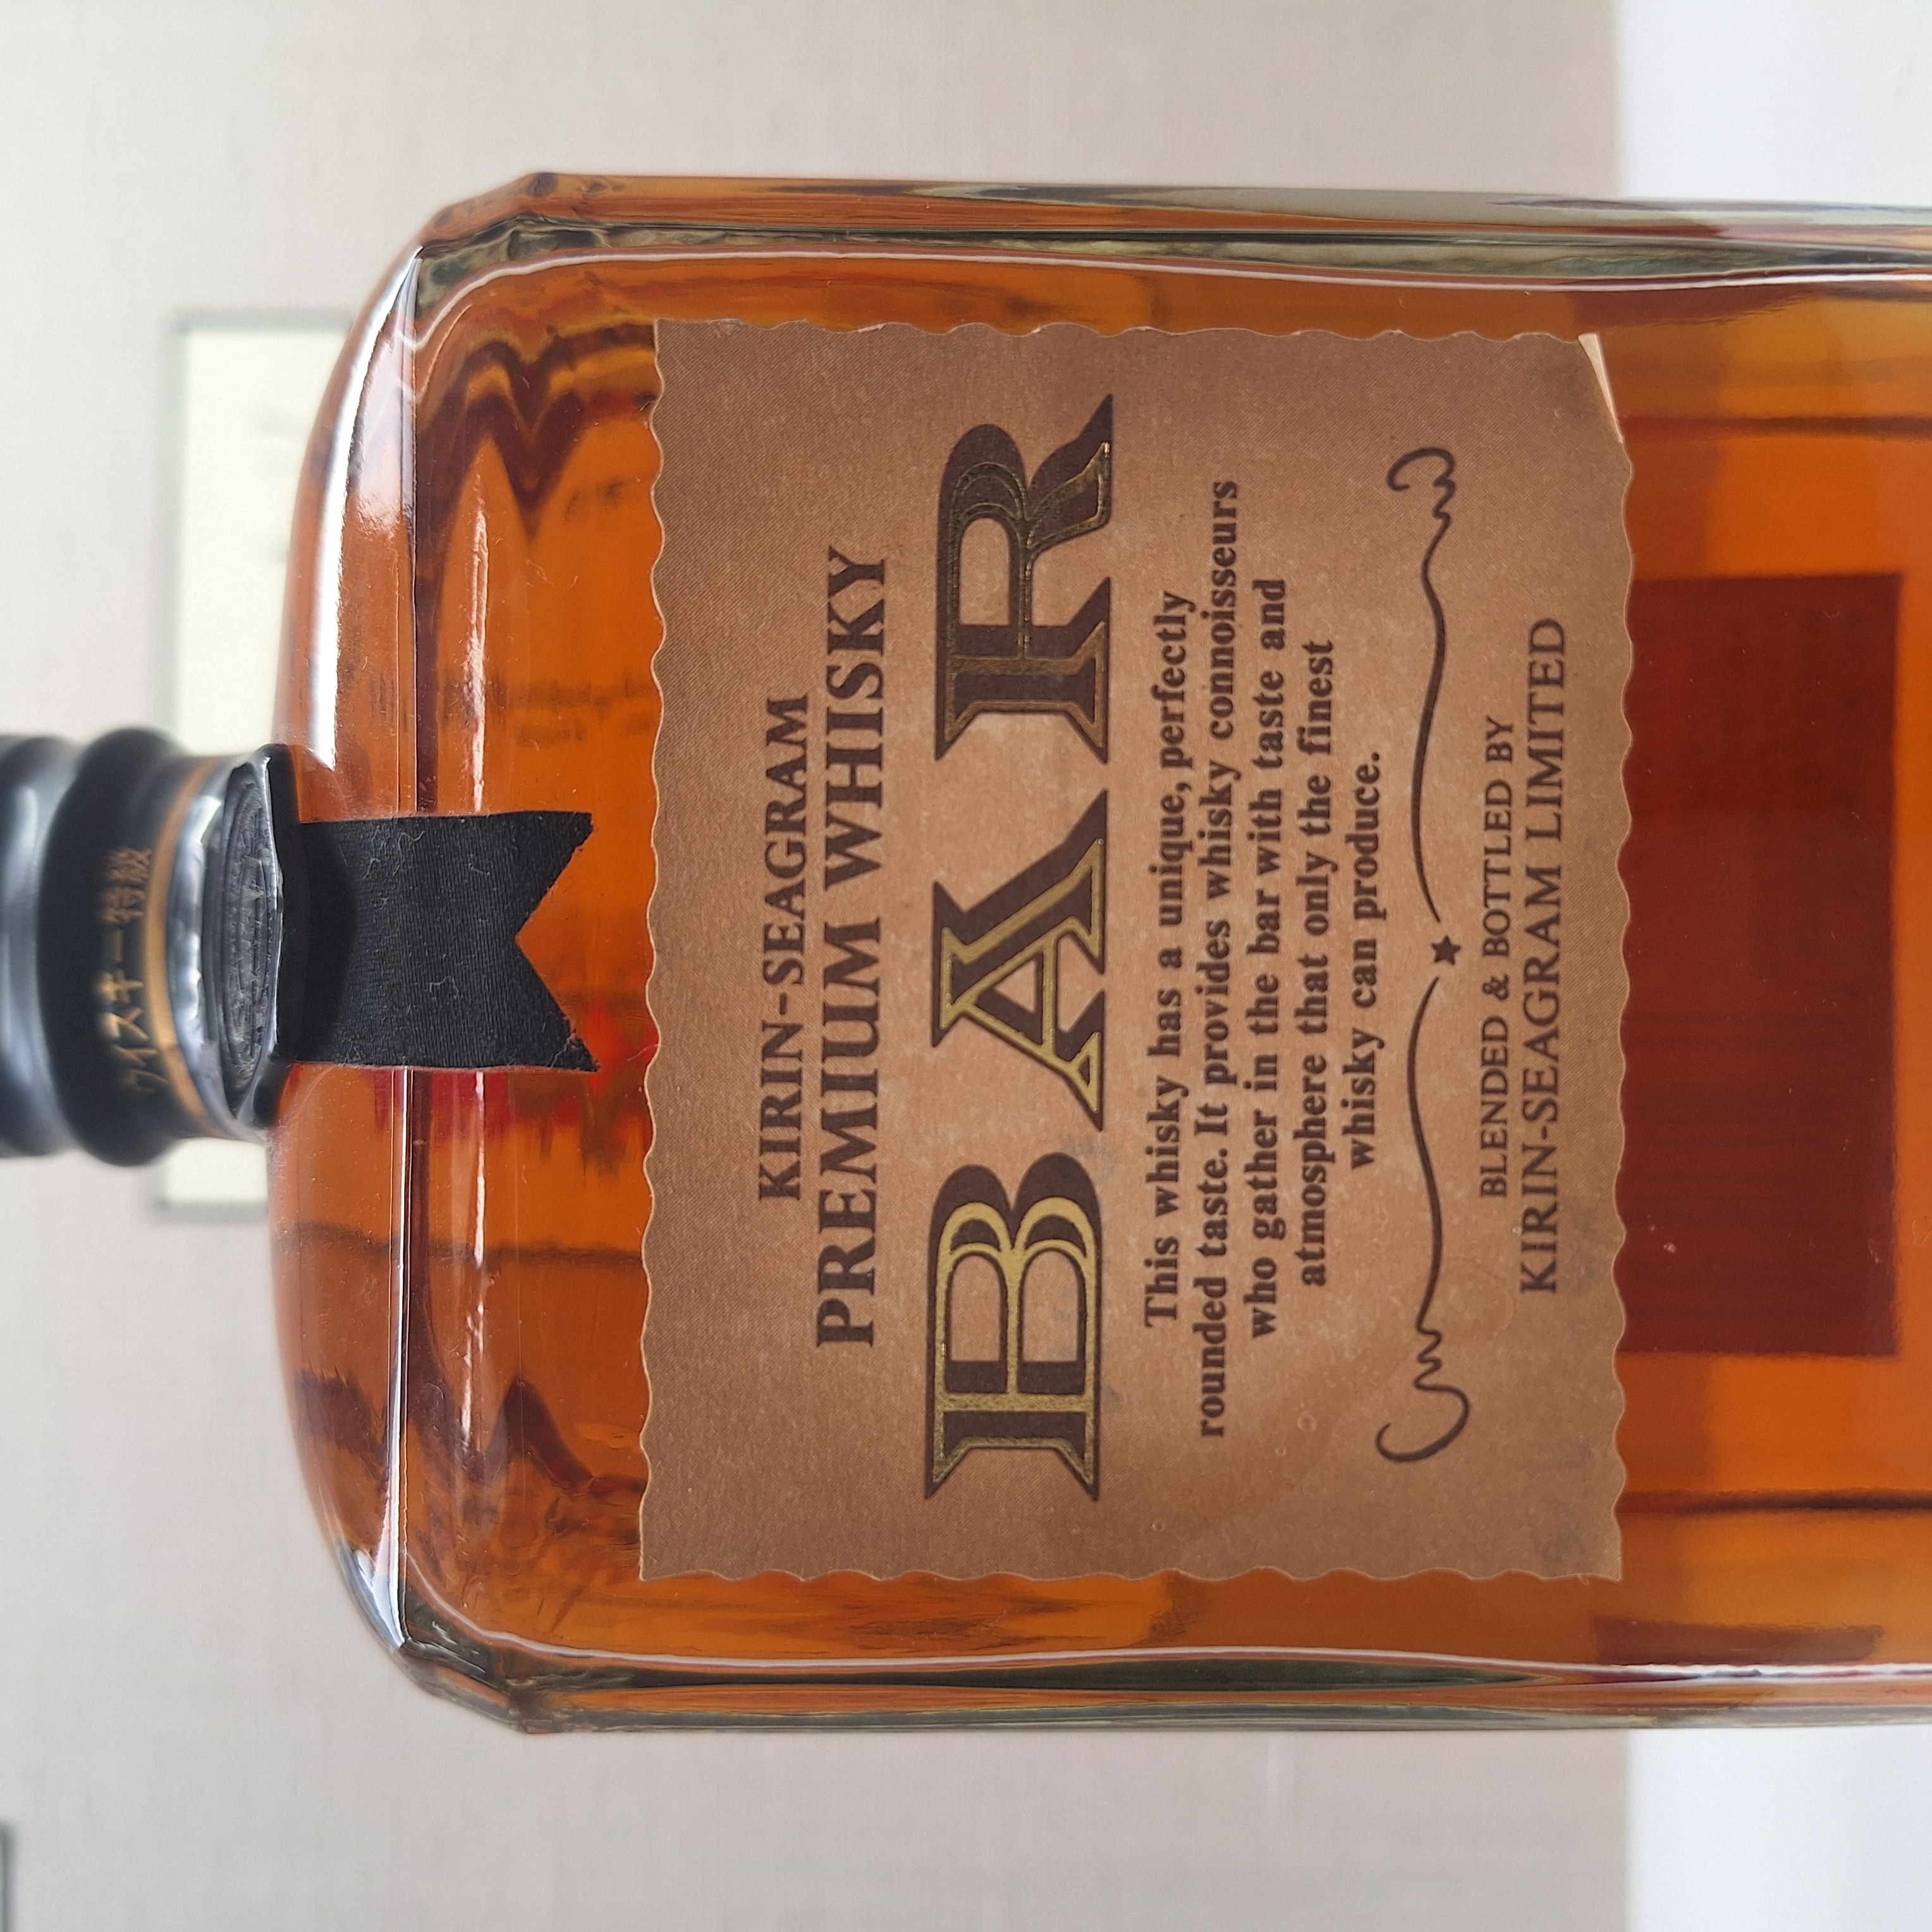 ウイスキー特級
KIRIN-SEAGRAM
PREMIUM WHISKY
BAR
This whisky has a unique, perfectly
rounded taste. It provides whisky connoisseurs
who gather in the bar with taste and
atmosphere that only the finest
whisky can produce.
BLENDED & BOTTLED BY
KIRIN-SEAGRAM LIMITED